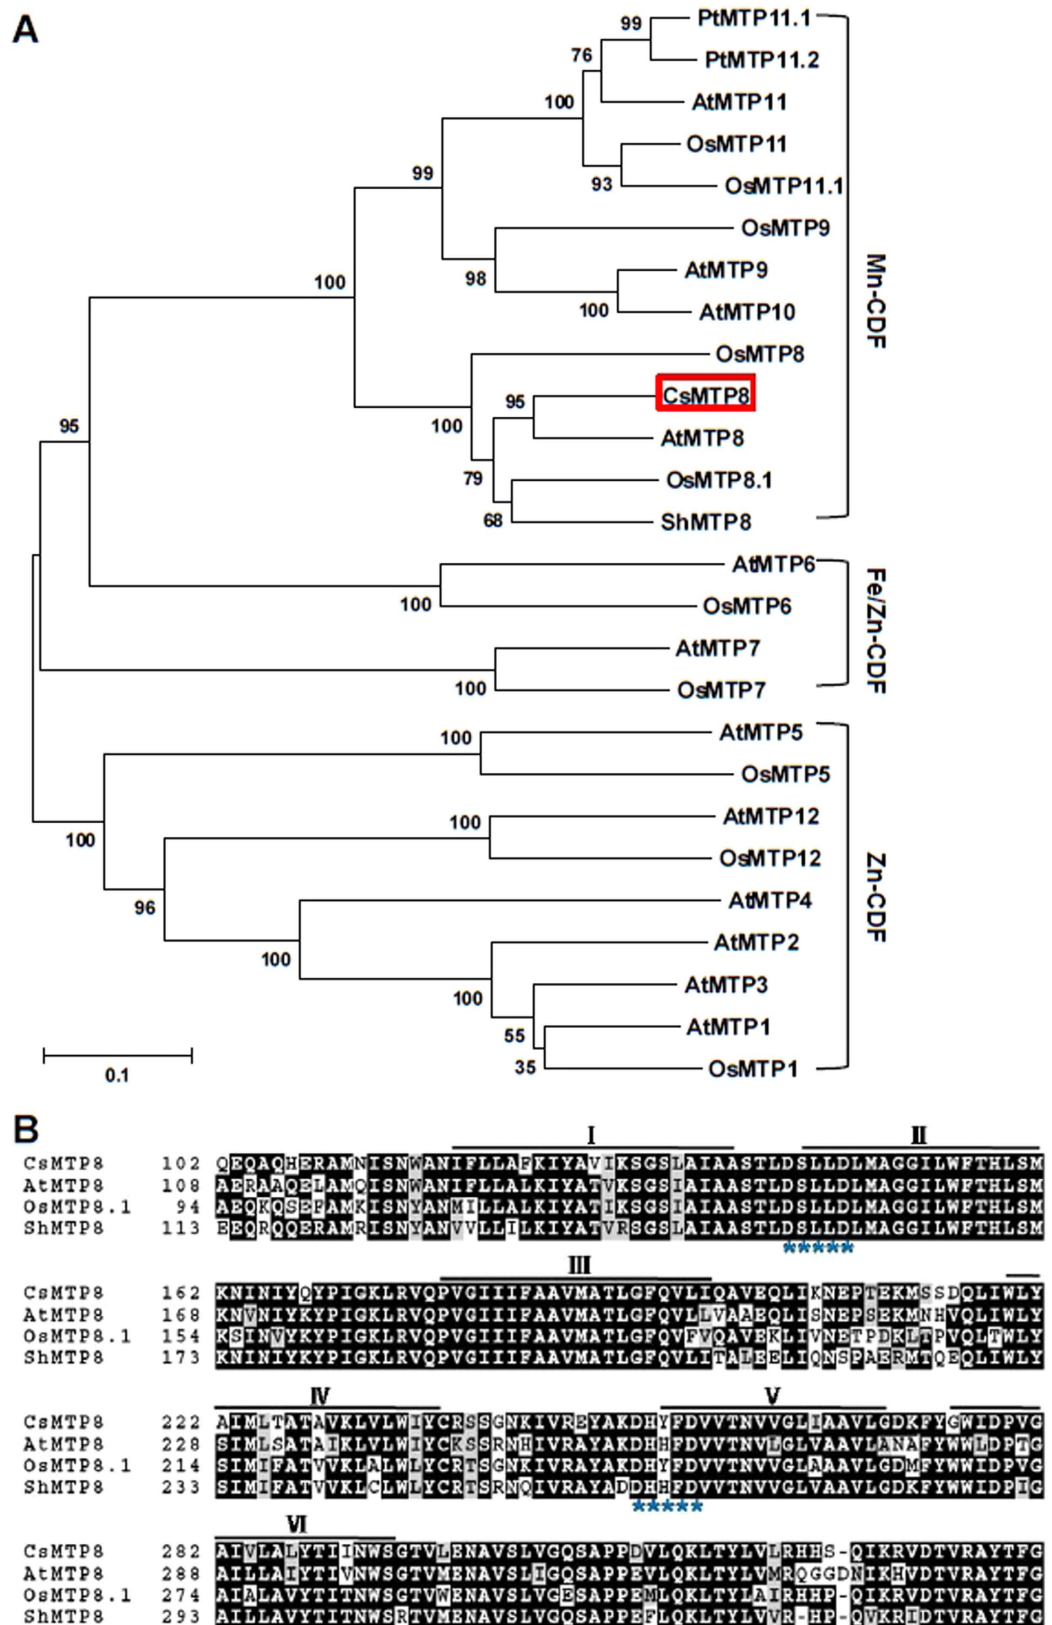 A
99
PtMTP11.1
76
PtMTP11.2
100
AtMTP11
OsMTP11
99
93
OsMTP11.1
OsMTP9
98
AtMTP9
100
100
AtMTP10
Mn-CDF
OsMTP8
95
CsMTP8
100
95
AtMTP8
79
OsMTP8.1
68
ShMTP8
AtMTP6
100
OsMTP6
Fe/Zn-CDF
AtMTP7
100
OsMTP7
100
AtMTP5
OsMTP5
100
100
AtMTP12
OsMTP12
Zn-CDF
96
AtMTP4
100
AtMTP2
100
AtMTP3
55
AtMTP1
35
OsMTP1
0.1
B
I II
CsMTP8 102 QEQAQHERAMNISNWANIFLLAFKIYAVIKSGSLAIAASTLDSLLDLMAGGILWFTHLSM
AtMTP8 108 AERAAQELAMQISNWANIFLLALKIYATVKSGSIAIAASTLDSLLDLMAGGILWFTHLSM
OsMTP8.1 94 AEQKQSEFAMKISNYANMILLALKIYATIKSGSIAIAASTLDSLLDLMAGGILWFTHLSM
ShMTP8 113 EEQRQQERAMRISNYANVVLLILKIYATVRSGSLAIAASTLDSLLDLMAGGILWFTHLSM
*****
III
CsMTP8 162 KNINIYQYPIGKLRVQPVGIIIFAAVMATLGFQVLIQAVEQLIKNEPTEKMSSDQLIWLY
AtMTP8 168 KNVNIYKYPIGKLRVQPVGIIIFAAVMATLGFQVLLVAAEQLISNEPSEKMNHVQLIWLY
OsMTP8.1 154 KSINVYKYPIGKLRVQPVGIIIFAAVMATLGFQVFVQAVEKLIVNETPDKLTPVQLTWLY
ShMTP8 173 KNINIYKYPIGKLRVQPVGIIIFAAVMATLGFQVLITALEELIQNSPAERMTQEQLIWLY
IV V
CsMTP8 222 AIMLTATAVKLVLWIYCRSSGNKIVREYAKDHYFDVVTNVVGLIAAVLGDKFYGWIDPVG
AtMTP8 228 SIMLSATAIKLVLWIYCKSSRNHIVRAYAKDHHFDVVTNVLGLVAAVLANAFYWWLDPTG
OsMTP8.1 214 SIMIFATVVKLALWLYCRTSGNKIVRAYAKDHYFDVVTNVVGLAAAVLGDMFYWWIDPVG
ShMTP8 233 SIMIFATVVKLCLWLYCRTSRNQIVRAYADDHHFDVVTNVVGLVAAVLGDKFYWWIDPIG
*****
VI
CsMTP8 282 AIVLALYTIINWSGTVLENAVSLVGQSAPPDVLQKLTYLVLRHHS-QIKRVDTVRAYTFG
AtMTP8 288 AILLAIYTIVNWSGTVMENAVSLIGQSAPPEVLQKLTYLVMRQGGDNIKHVDTVRAYTFG
OsMTP8.1 274 AIALAVYTITNWSGTVWENAVSLVGESAPPEMLQKLTYLAIRHHP-QIKRVDTVRAYTFG
ShMTP8 293 AILLAVYTITNWSRTVMENAVSLVGQSAPPEFLQKLTYLVVR-HP-QVKRIDTVRAYTFG